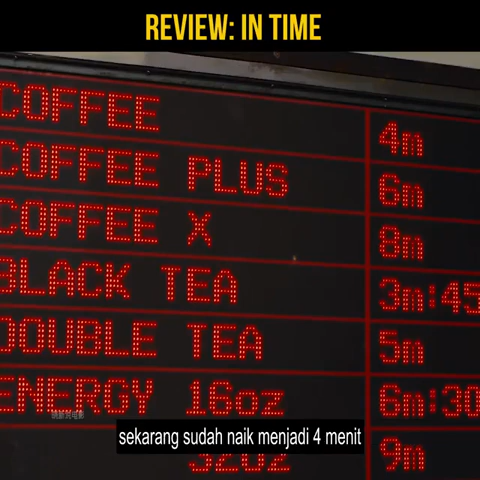 REVIEW: IN TIME
COFFEE 4m
COFFEE PLUS 6m
COFFEE X 8m
BLACK TEA 3m:45
DOUBLE TEA 5m
ENERGY 16oz 6m:30
32oz 9m
sekarang sudah naik menjadi 4 menit